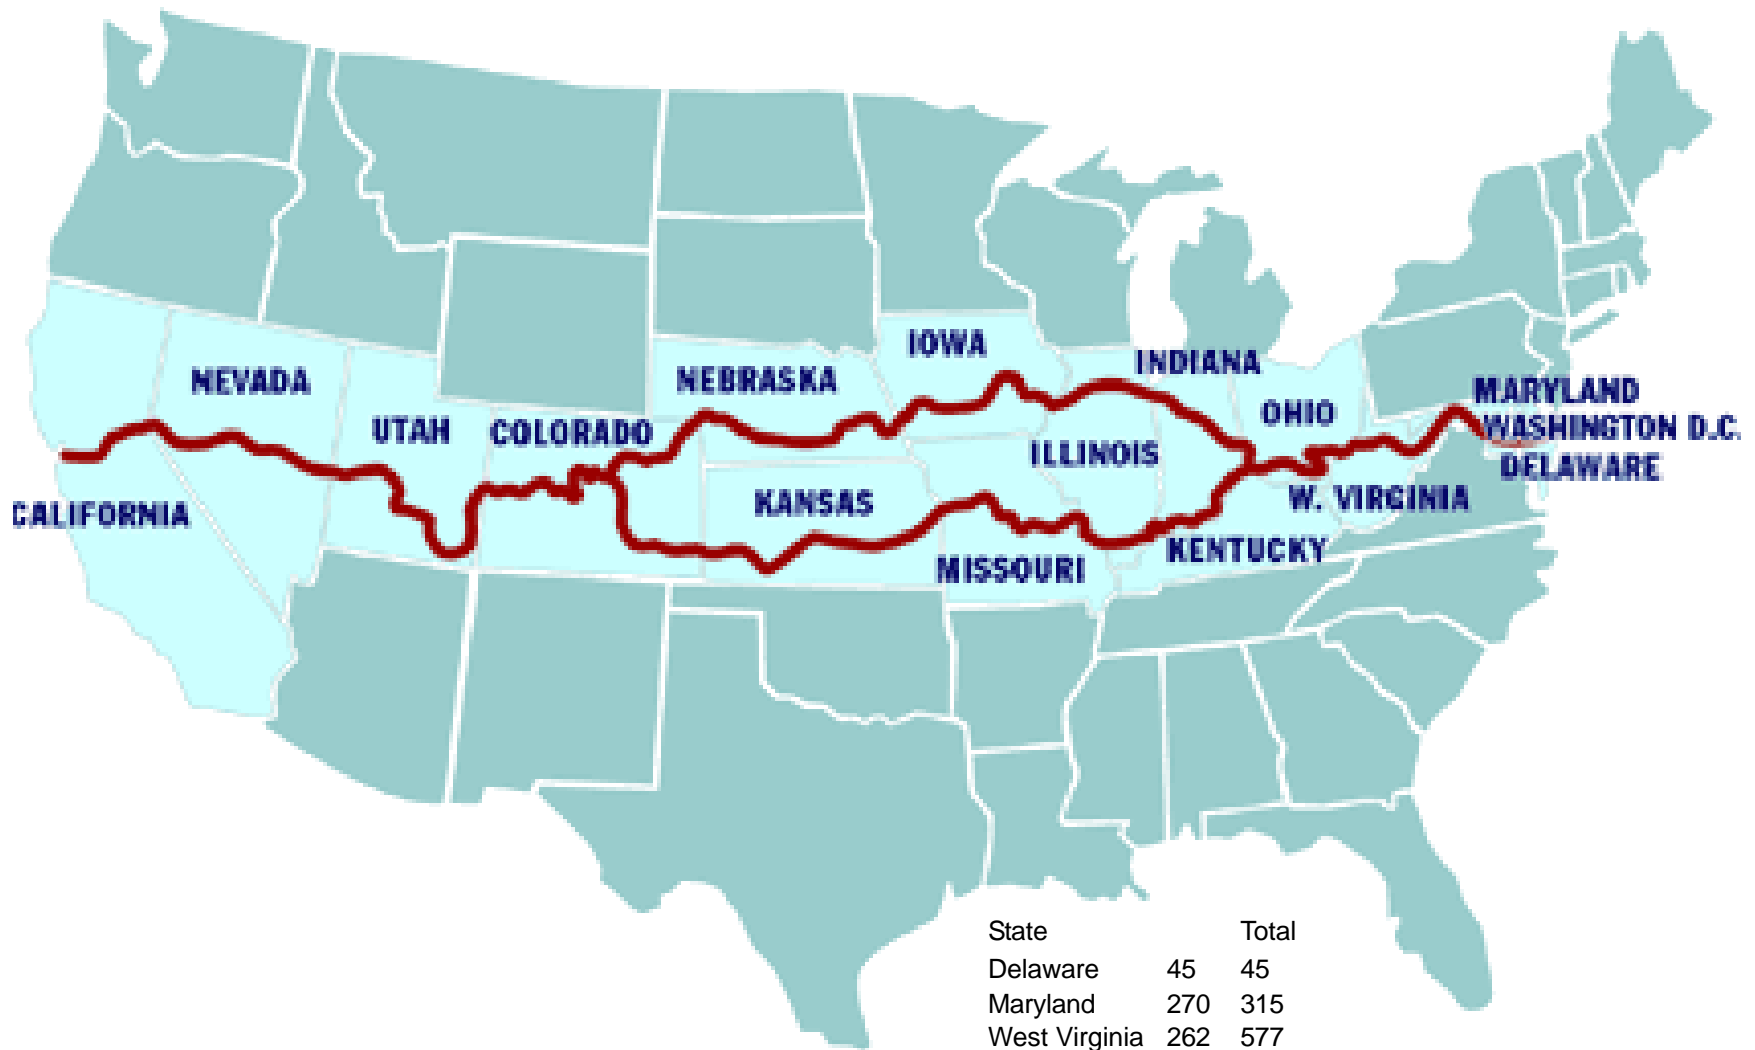 IOWA
INDIANA
NEVADA
NEBRASKA
MARYLAND
UTAH
COLORADO
OHIO
WASHINGTON D.C.
ILLINOIS
DELAWARE
CALIFORNIA
KANSAS
W. VIRGINIA
MISSOURI
KENTUCKY
State Total
Delaware 45 45
Maryland 270 315
West Virginia 262 577